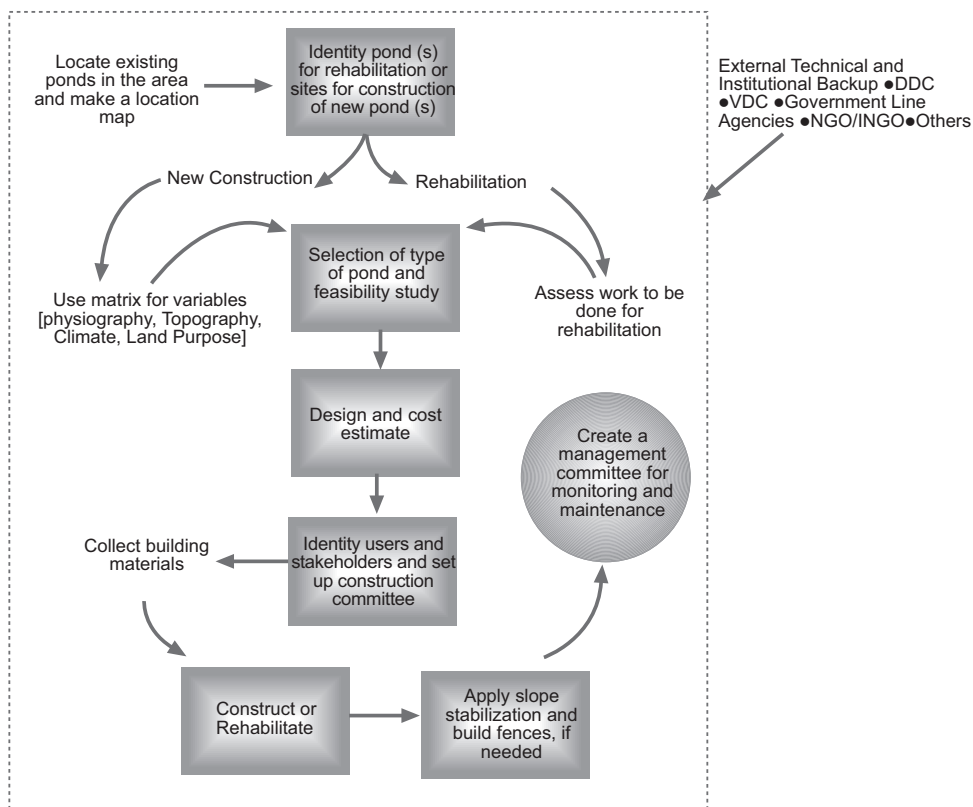 Locate existing
ponds in the area
and make a location
map
Identity pond (s)
for rehabilitation or
sites for construction
of new pond (s)
External Technical and
Institutional Backup ●DDC
●VDC ●Government Line
Agencies ●NGO/INGO●Others
New Construction
Rehabilitation
Selection of type
of pond and
feasibility study
Use matrix for variables
[physiography, Topography,
Climate, Land Purpose]
Assess work to be
done for
rehabilitation
Design and cost
estimate
Create a
management
committee for
monitoring and
maintenance
Identity users and
stakeholders and set
up construction
committee
Collect building
materials
Construct or
Rehabilitate
Apply slope
stabilization and
build fences, if
needed